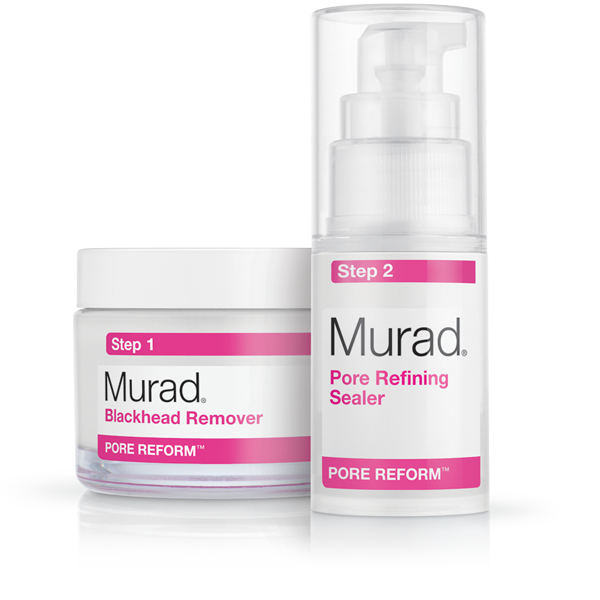 Step 1
Murad®
Blackhead Remover
PORE REFORM™
Step 2
Murad®
Pore Refining
Sealer
PORE REFORM™